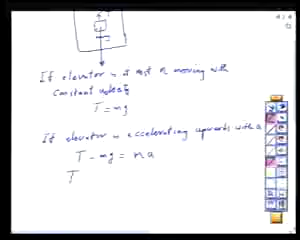 If elevator is at rest or moving with
constant velocity
T = mg
If elevator is accelerating upwards with a
T - mg = ma
T